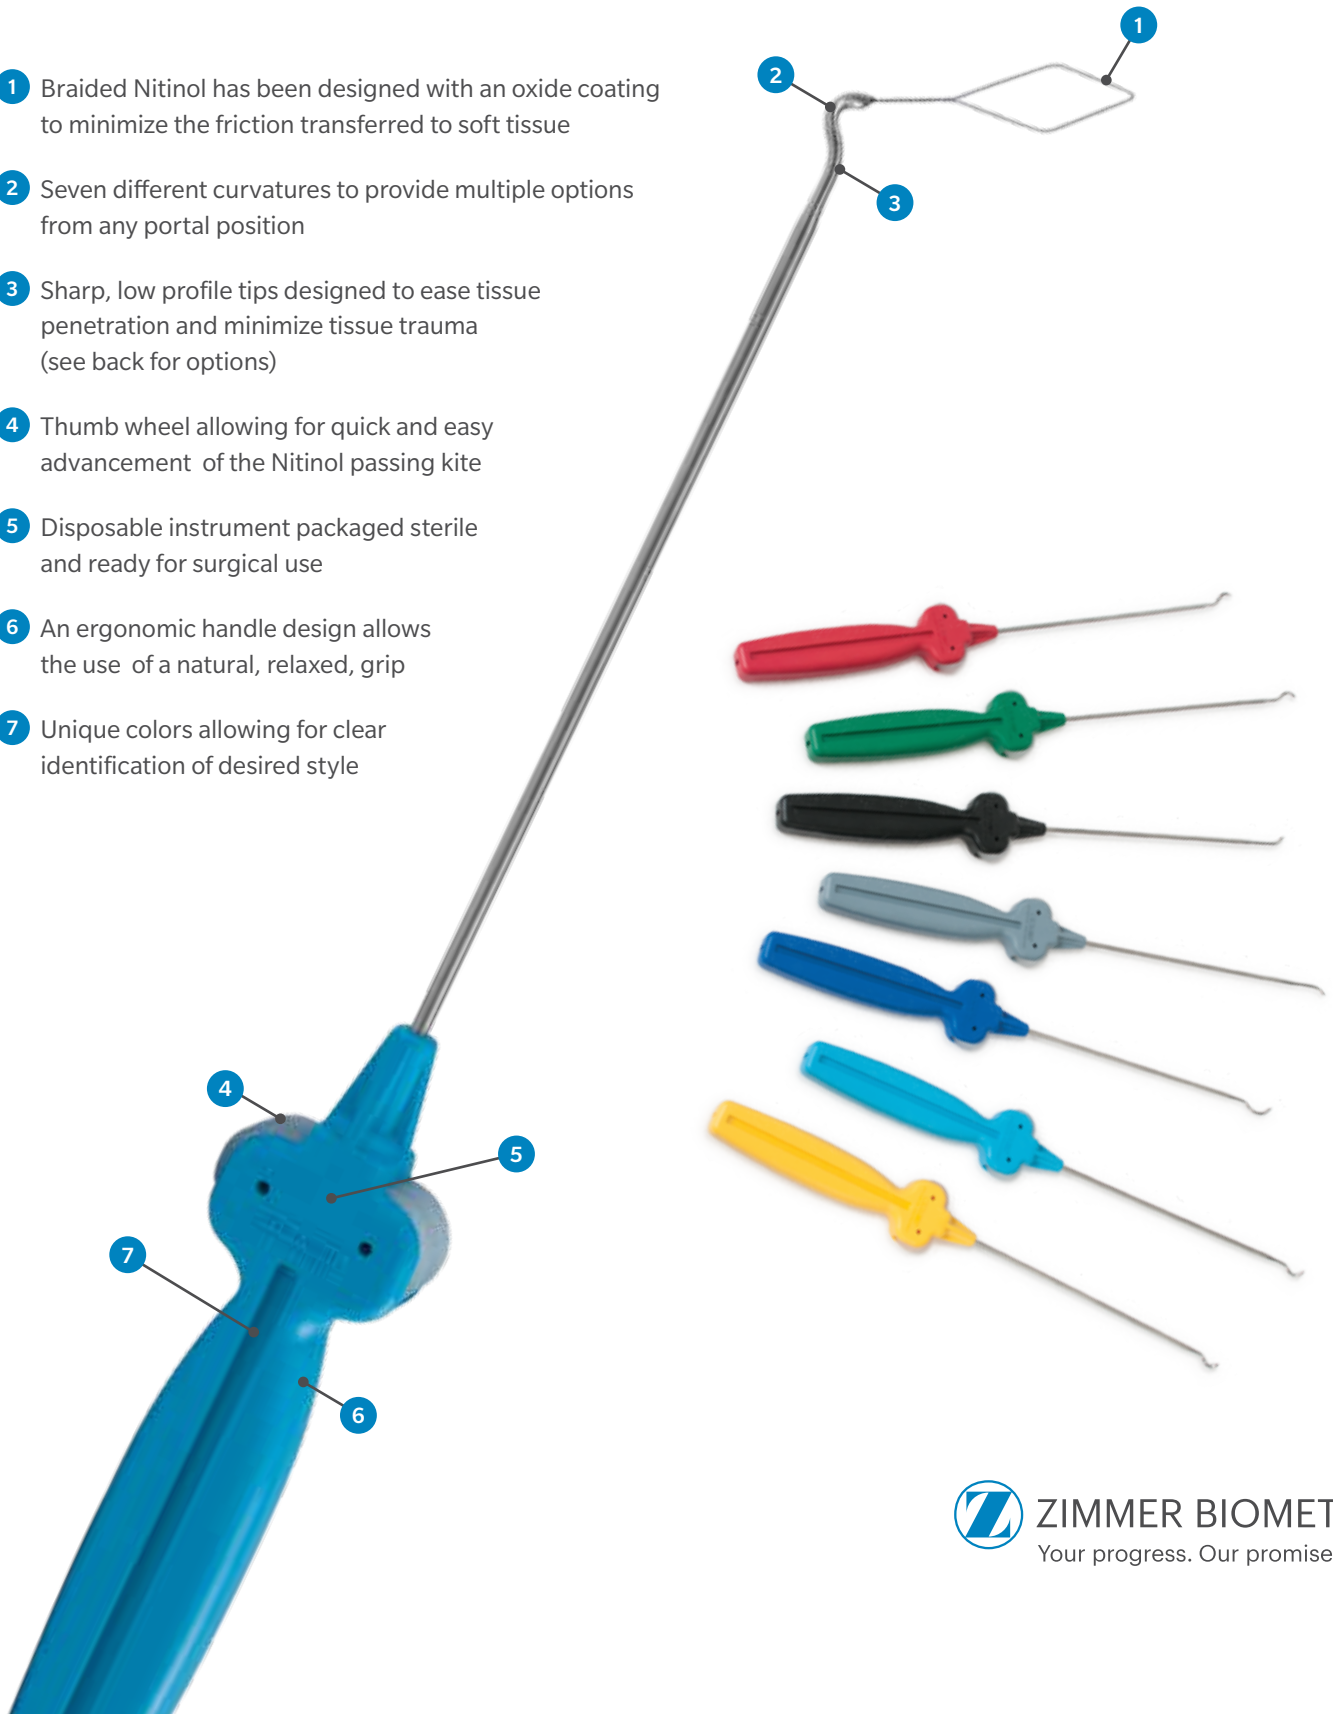 1 Braided Nitinol has been designed with an oxide coating
to minimize the friction transferred to soft tissue
2 Seven different curvatures to provide multiple options
from any portal position
3 Sharp, low profile tips designed to ease tissue
penetration and minimize tissue trauma
(see back for options)
4 Thumb wheel allowing for quick and easy
advancement of the Nitinol passing kite
5 Disposable instrument packaged sterile
and ready for surgical use
6 An ergonomic handle design allows
the use of a natural, relaxed, grip
7 Unique colors allowing for clear
identification of desired style
1
2
3
4
5
7
6
Z ZIMMER BIOMET
Your progress. Our promise